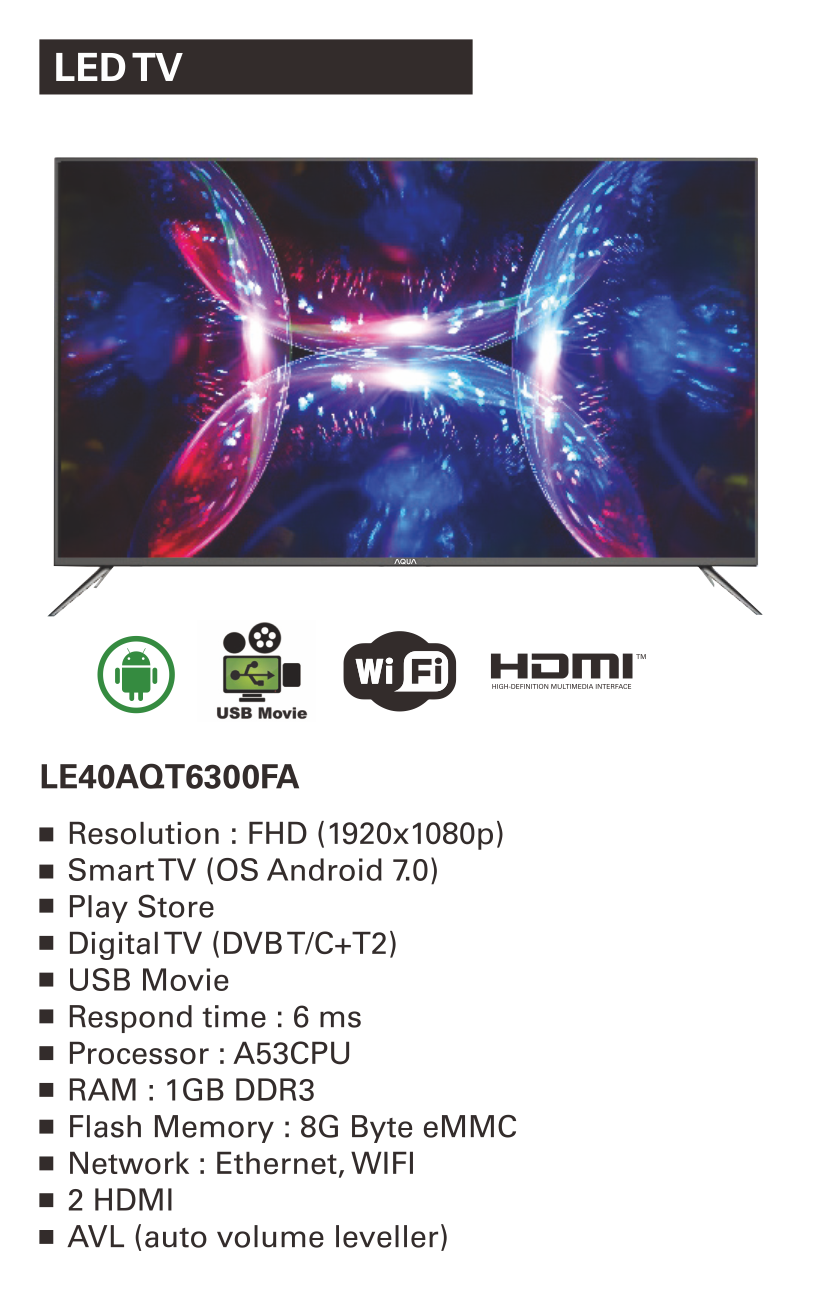 LED TV
AQUA
USB Movie
Wi Fi
HDMI TM
HIGH-DEFINITION MULTIMEDIA INTERFACE
LE40AQT6300FA
Resolution : FHD (1920x1080p)
Smart TV (OS Android 7.0)
Play Store
Digital TV (DVB T/C+T2)
USB Movie
Respond time : 6 ms
Processor : A53CPU
RAM : 1GB DDR3
Flash Memory : 8G Byte eMMC
Network : Ethernet, WIFI
2 HDMI
AVL (auto volume leveller)